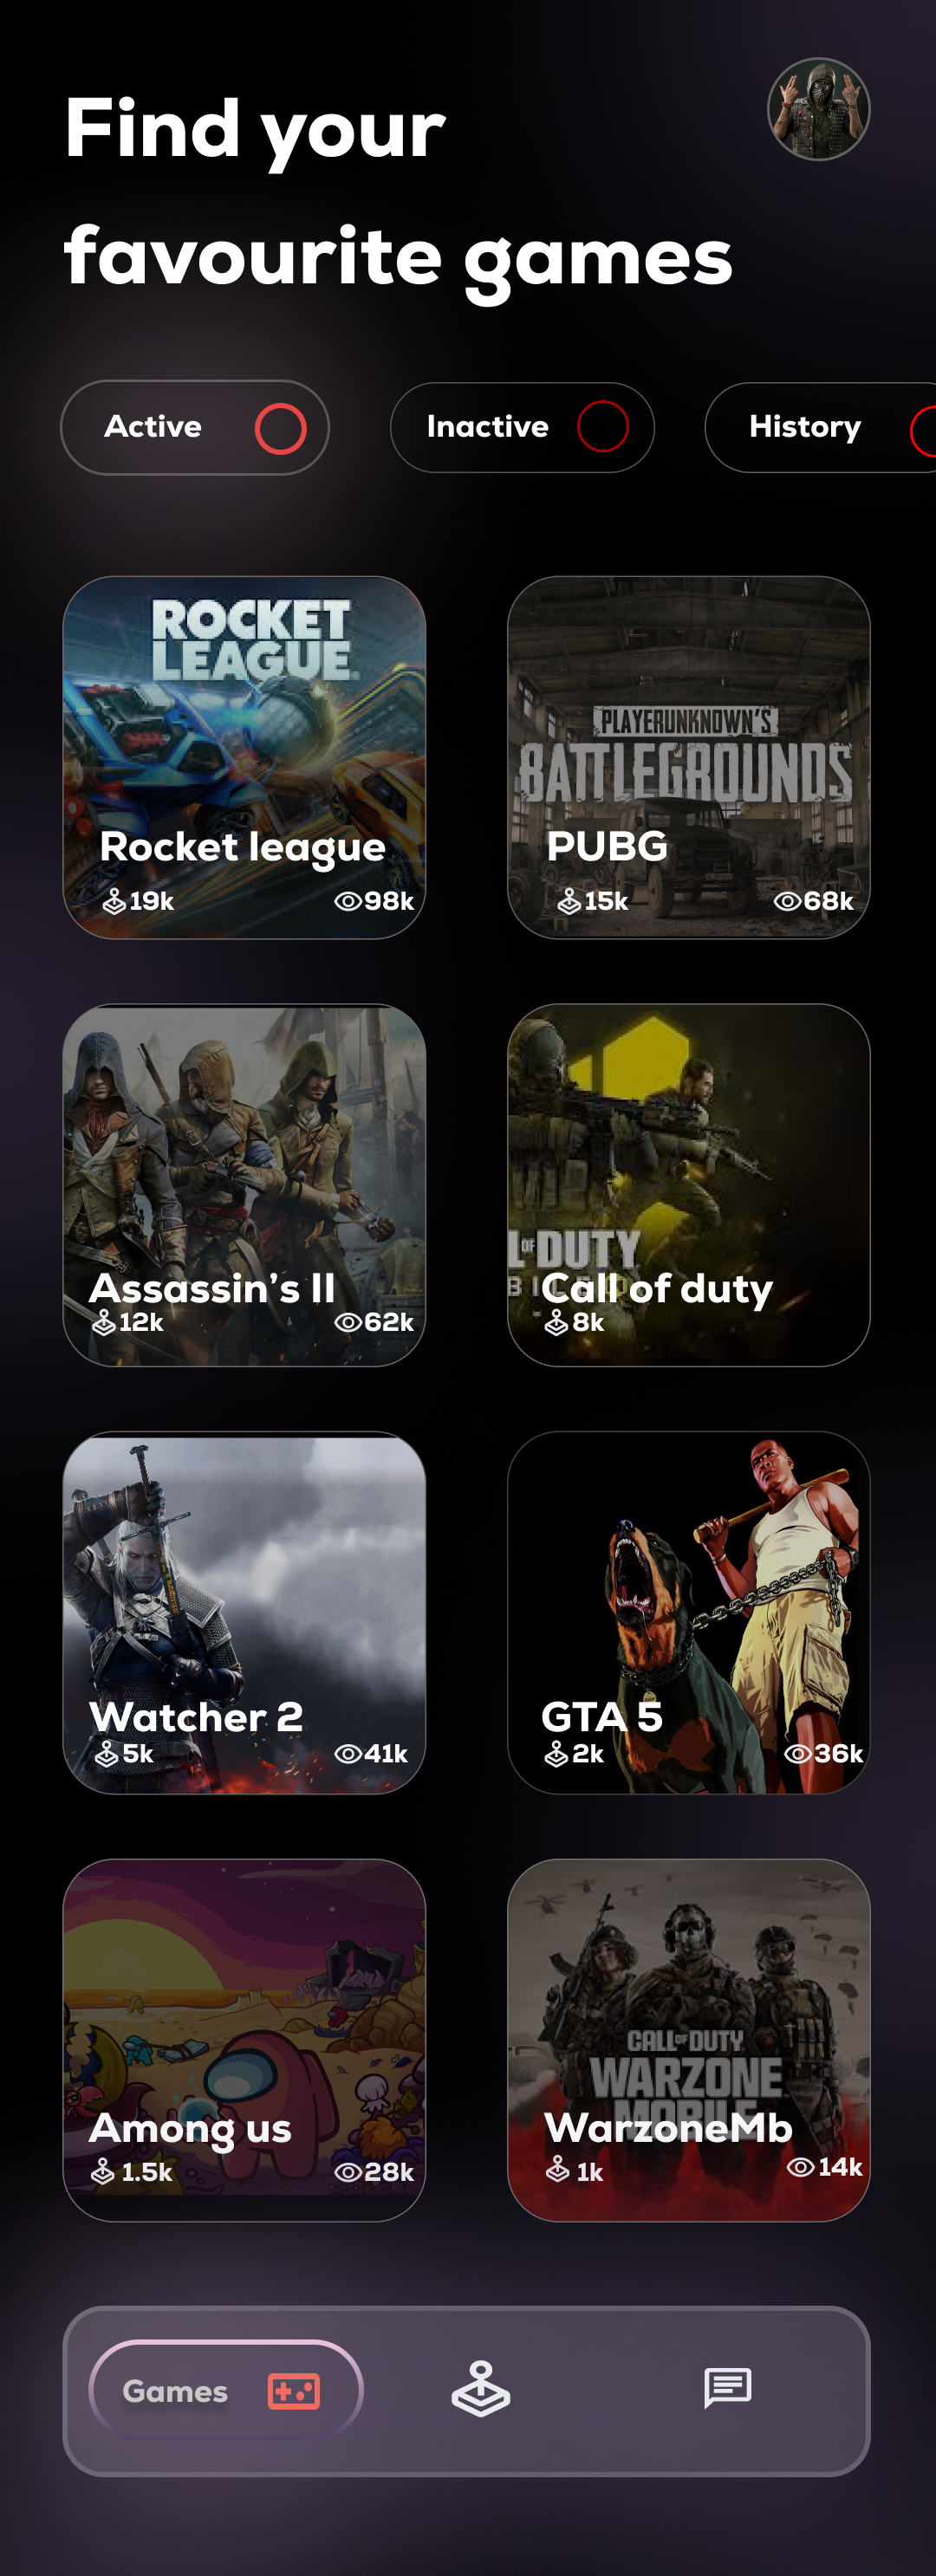 Find your
favourite games
Active
Inactive
History
ROCKET
LEAGUE
Rocket league
19k
98k
PLAYERUNKNOWN'S
BATTLEGROUNDS
PUBG
15k
68k
Assassin’s II
12k
62k
L OF DUTY
Call of duty
8k
Watcher 2
5k
41k
GTA 5
2k
36k
Among us
1.5k
28k
CALL OF DUTY
WARZONE
MOBILE
WarzoneMb
1k
14k
Games